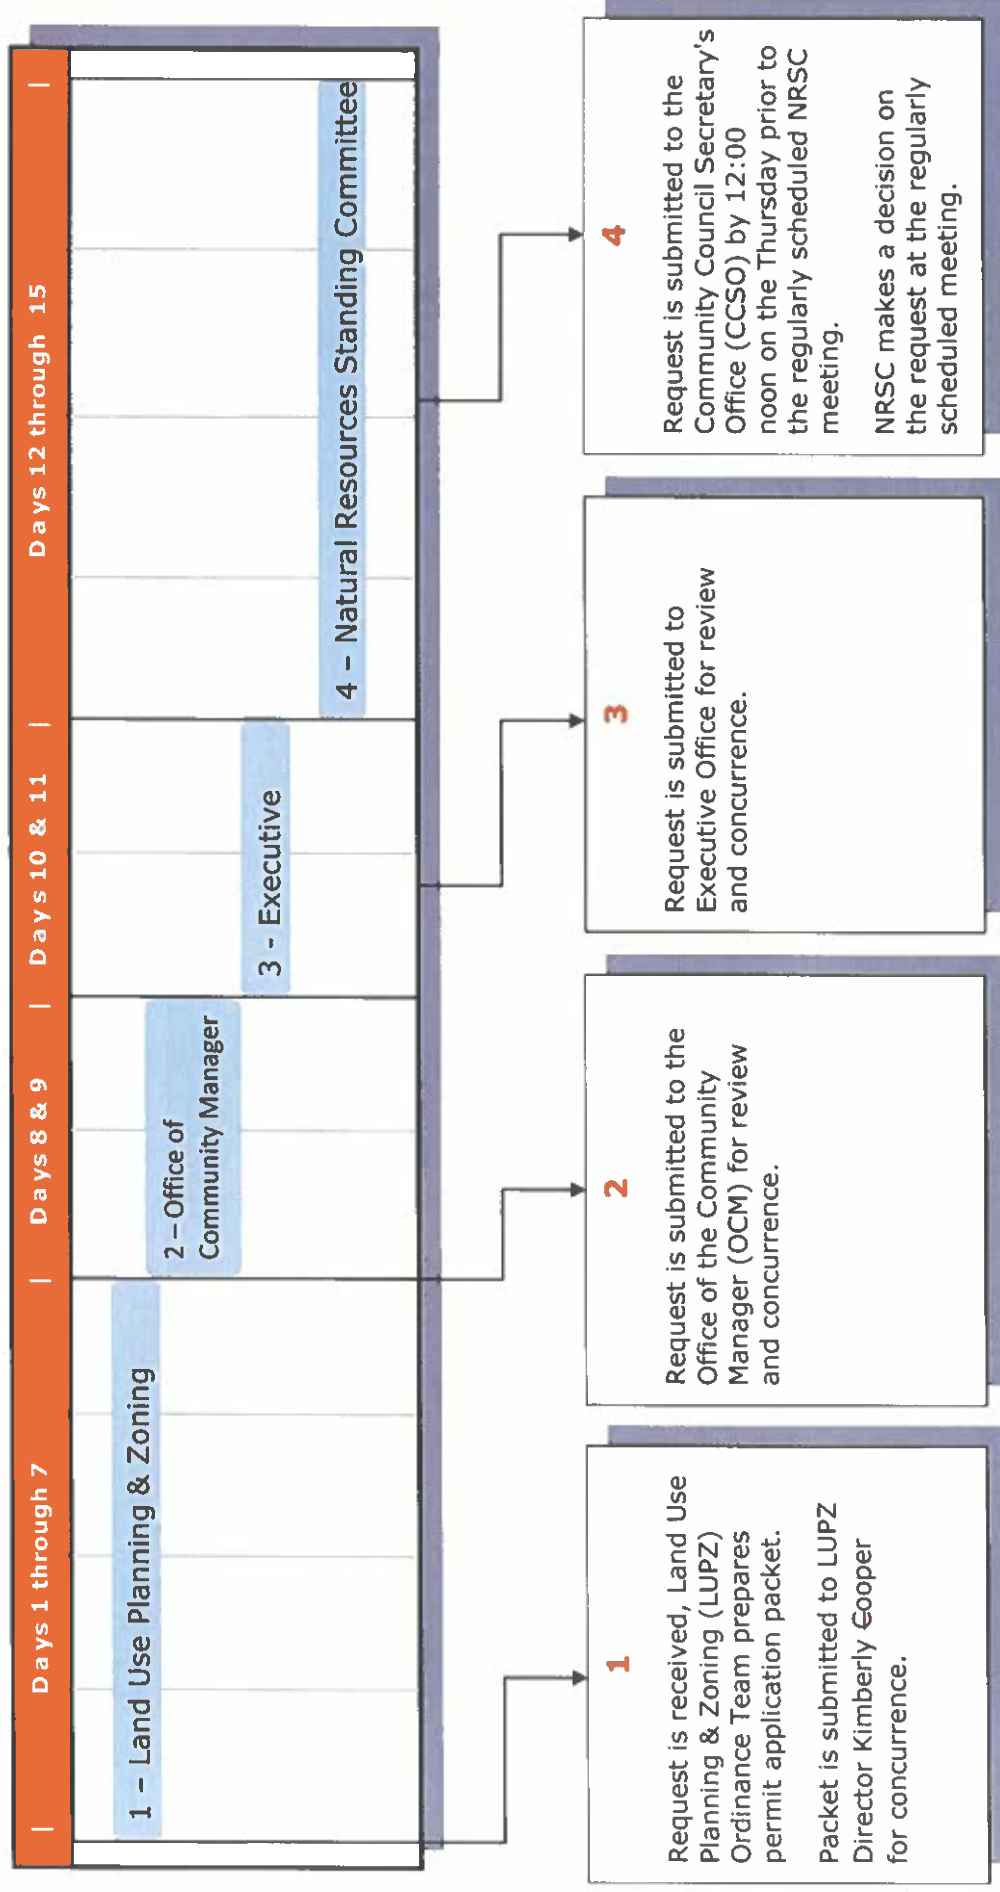 | Days 1 through 7 | Days 8 & 9 | Days 10 & 11 | Days 12 through 15 |
1 – Land Use Planning & Zoning
2 – Office of
Community Manager
3 - Executive
4 – Natural Resources Standing Committee
1
Request is received, Land Use
Planning & Zoning (LUPZ)
Ordinance Team prepares
permit application packet.
Packet is submitted to LUPZ
Director Kimberly Cooper
for concurrence.
2
Request is submitted to the
Office of the Community
Manager (OCM) for review
and concurrence.
3
Request is submitted to
Executive Office for review
and concurrence.
4
Request is submitted to the
Community Council Secretary's
Office (CCSO) by 12:00
noon on the Thursday prior to
the regularly scheduled NRSC
meeting.
NRSC makes a decision on
the request at the regularly
scheduled meeting.